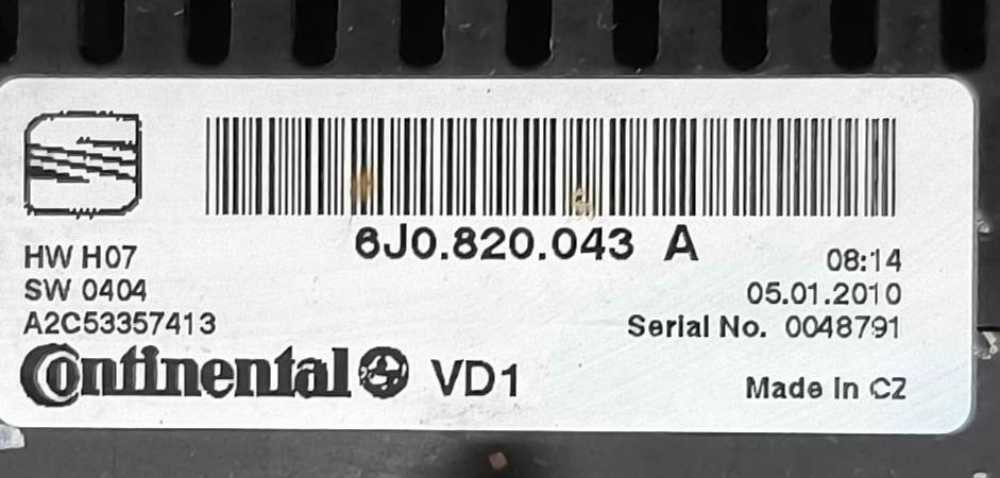 6J0.820.043 A
HW H07
SW 0404
A2C53357413
08:14
05.01.2010
Serial No. 0048791
Continental VD1
Made in CZ